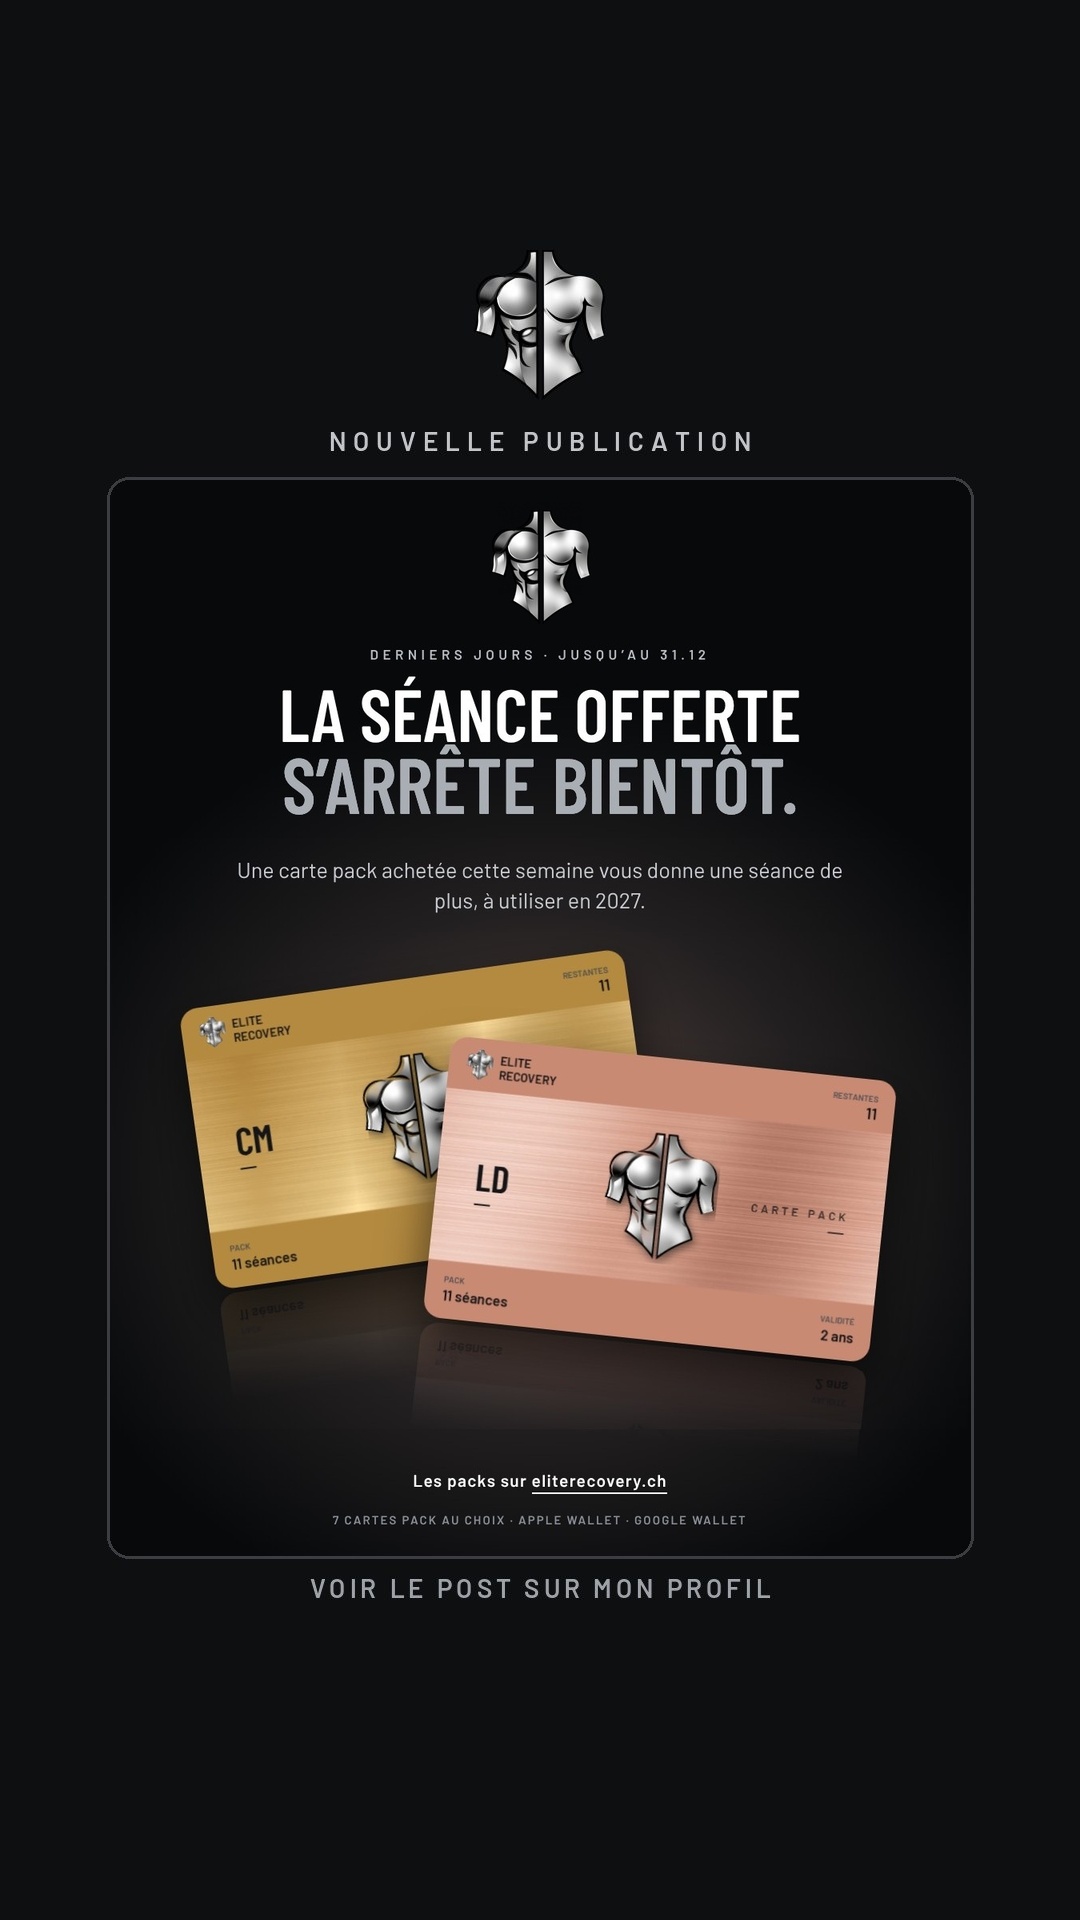 NOUVELLE PUBLICATION
DERNIERS JOURS · JUSQU’AU 31.12
LA SÉANCE OFFERTE
S’ARRÊTE BIENTÔT.
Une carte pack achetée cette semaine vous donne une séance de
plus, à utiliser en 2027.
ELITE
RECOVERY
RESTANTES
11
CM
PACK
11 séances
ELITE
RECOVERY
RESTANTES
11
LD
CARTE PACK
PACK
11 séances
VALIDITÉ
2 ans
Les packs sur eliterecovery.ch
7 CARTES PACK AU CHOIX · APPLE WALLET · GOOGLE WALLET
VOIR LE POST SUR MON PROFIL